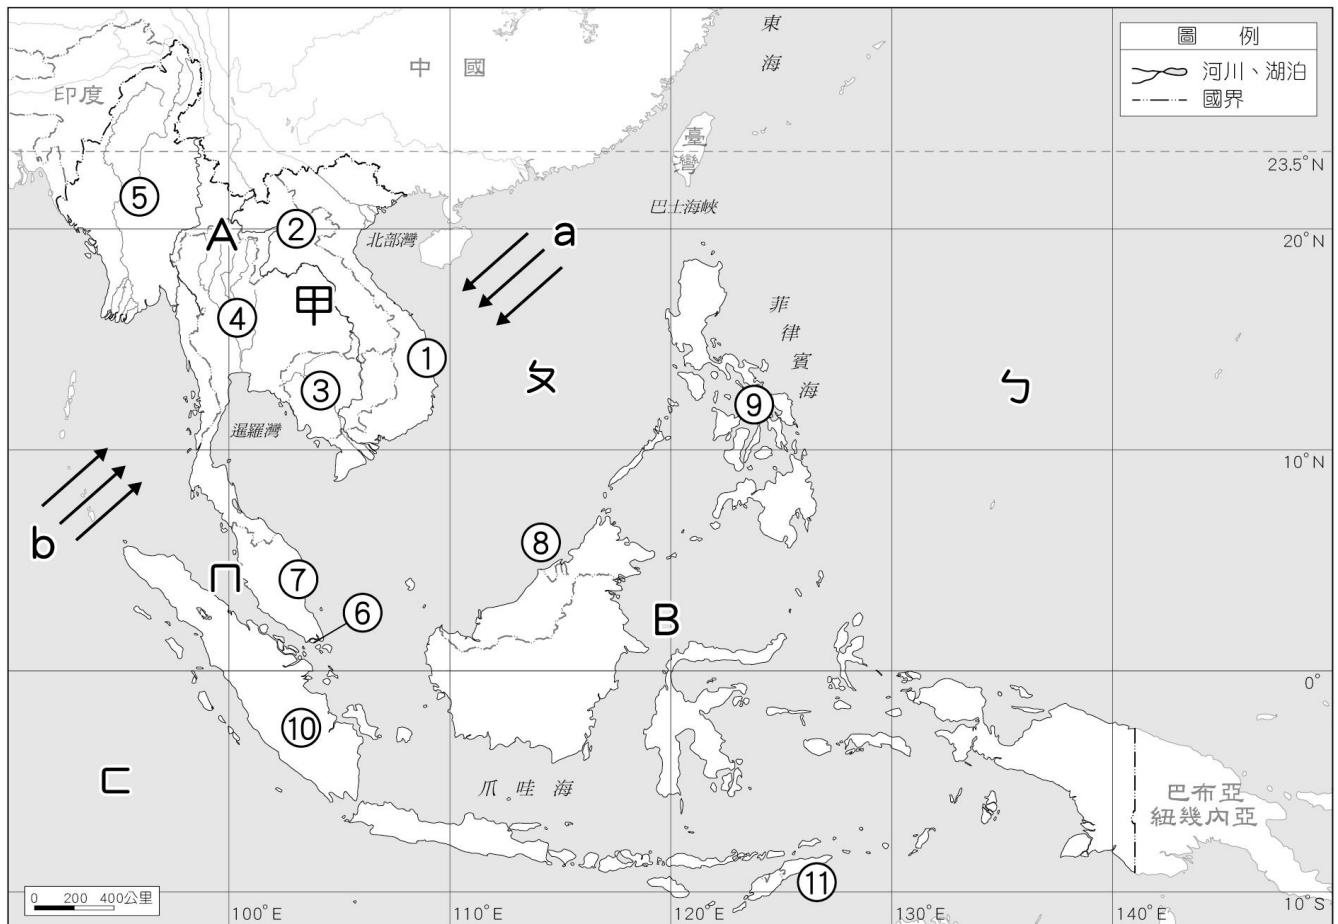 圖 例
河川、湖泊
國界
東海
中國
印度
臺灣
23.5°N
巴士海峽
20°N
北部灣
a
A
甲
菲律賓海
①
②
③
④
⑤
ㄆ
ㄅ
⑨
暹羅灣
10°N
b
⑧
ㄇ
⑦
⑥
B
0°
⑩
ㄈ
爪哇海
巴布亞
紐幾內亞
⑪
0 200 400公里
100°E
110°E
120°E
130°E
140°E
10°S